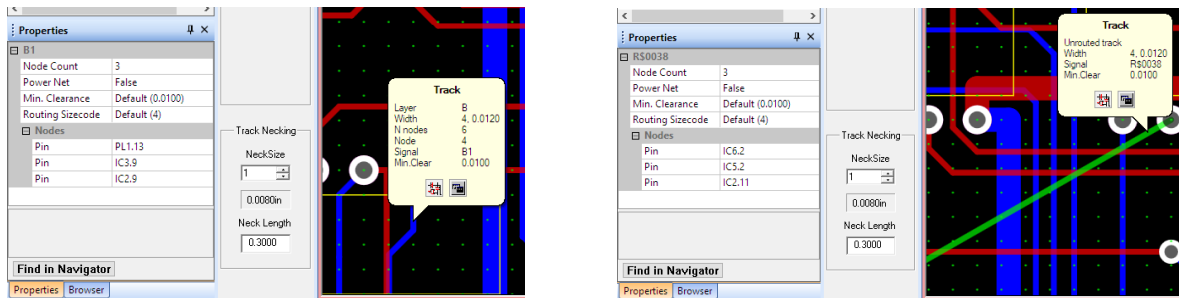 Properties
B1
Node Count 3
Power Net False
Min. Clearance Default (0.0100)
Routing Sizecode Default (4)
Nodes
Pin PL1.13
Pin IC3.9
Pin IC2.9
Find in Navigator
Properties Browser
Track Necking
NeckSize
1
0.0080in
Neck Length
0.3000
Track
Layer B
Width 4, 0.0120
N nodes 6
Node 4
Signal B1
Min.Clear 0.0100
Properties
R$0038
Node Count 3
Power Net False
Min. Clearance Default (0.0100)
Routing Sizecode Default (4)
Nodes
Pin IC6.2
Pin IC5.2
Pin IC2.11
Find in Navigator
Properties Browser
Track Necking
NeckSize
1
0.0080in
Neck Length
0.3000
Track
Unrouted track
Width 4, 0.0120
Signal R$0038
Min.Clear 0.0100